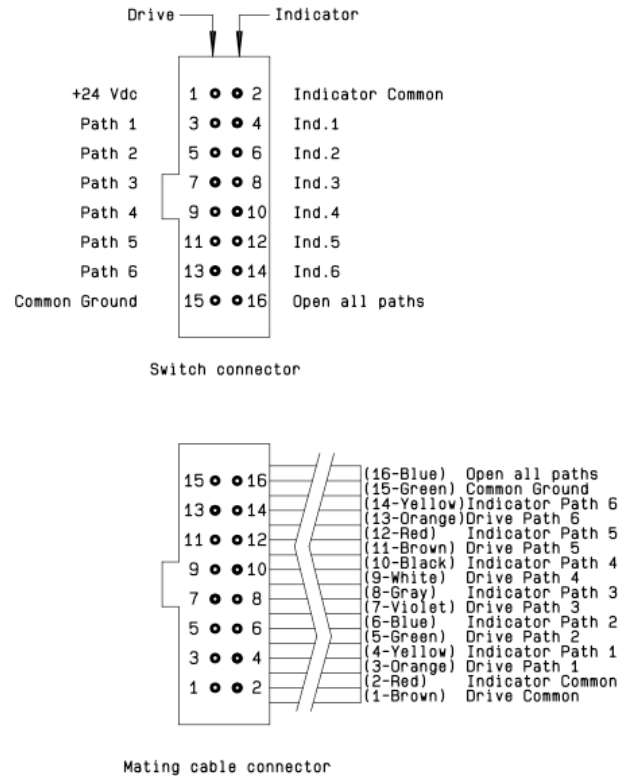 Drive Indicator
+24 Vdc 1 2 Indicator Common
Path 1 3 4 Ind.1
Path 2 5 6 Ind.2
Path 3 7 8 Ind.3
Path 4 9 10 Ind.4
Path 5 11 12 Ind.5
Path 6 13 14 Ind.6
Common Ground 15 16 Open all paths
Switch connector
15 16
13 14
11 12
9 10
7 8
5 6
3 4
1 2
(16-Blue) Open all paths
(15-Green) Common Ground
(14-Yellow) Indicator Path 6
(13-Orange) Drive Path 6
(12-Red) Indicator Path 5
(11-Brown) Drive Path 5
(10-Black) Indicator Path 4
(9-White) Drive Path 4
(8-Gray) Indicator Path 3
(7-Violet) Drive Path 3
(6-Blue) Indicator Path 2
(5-Green) Drive Path 2
(4-Yellow) Indicator Path 1
(3-Orange) Drive Path 1
(2-Red) Indicator Common
(1-Brown) Drive Common
Mating cable connector